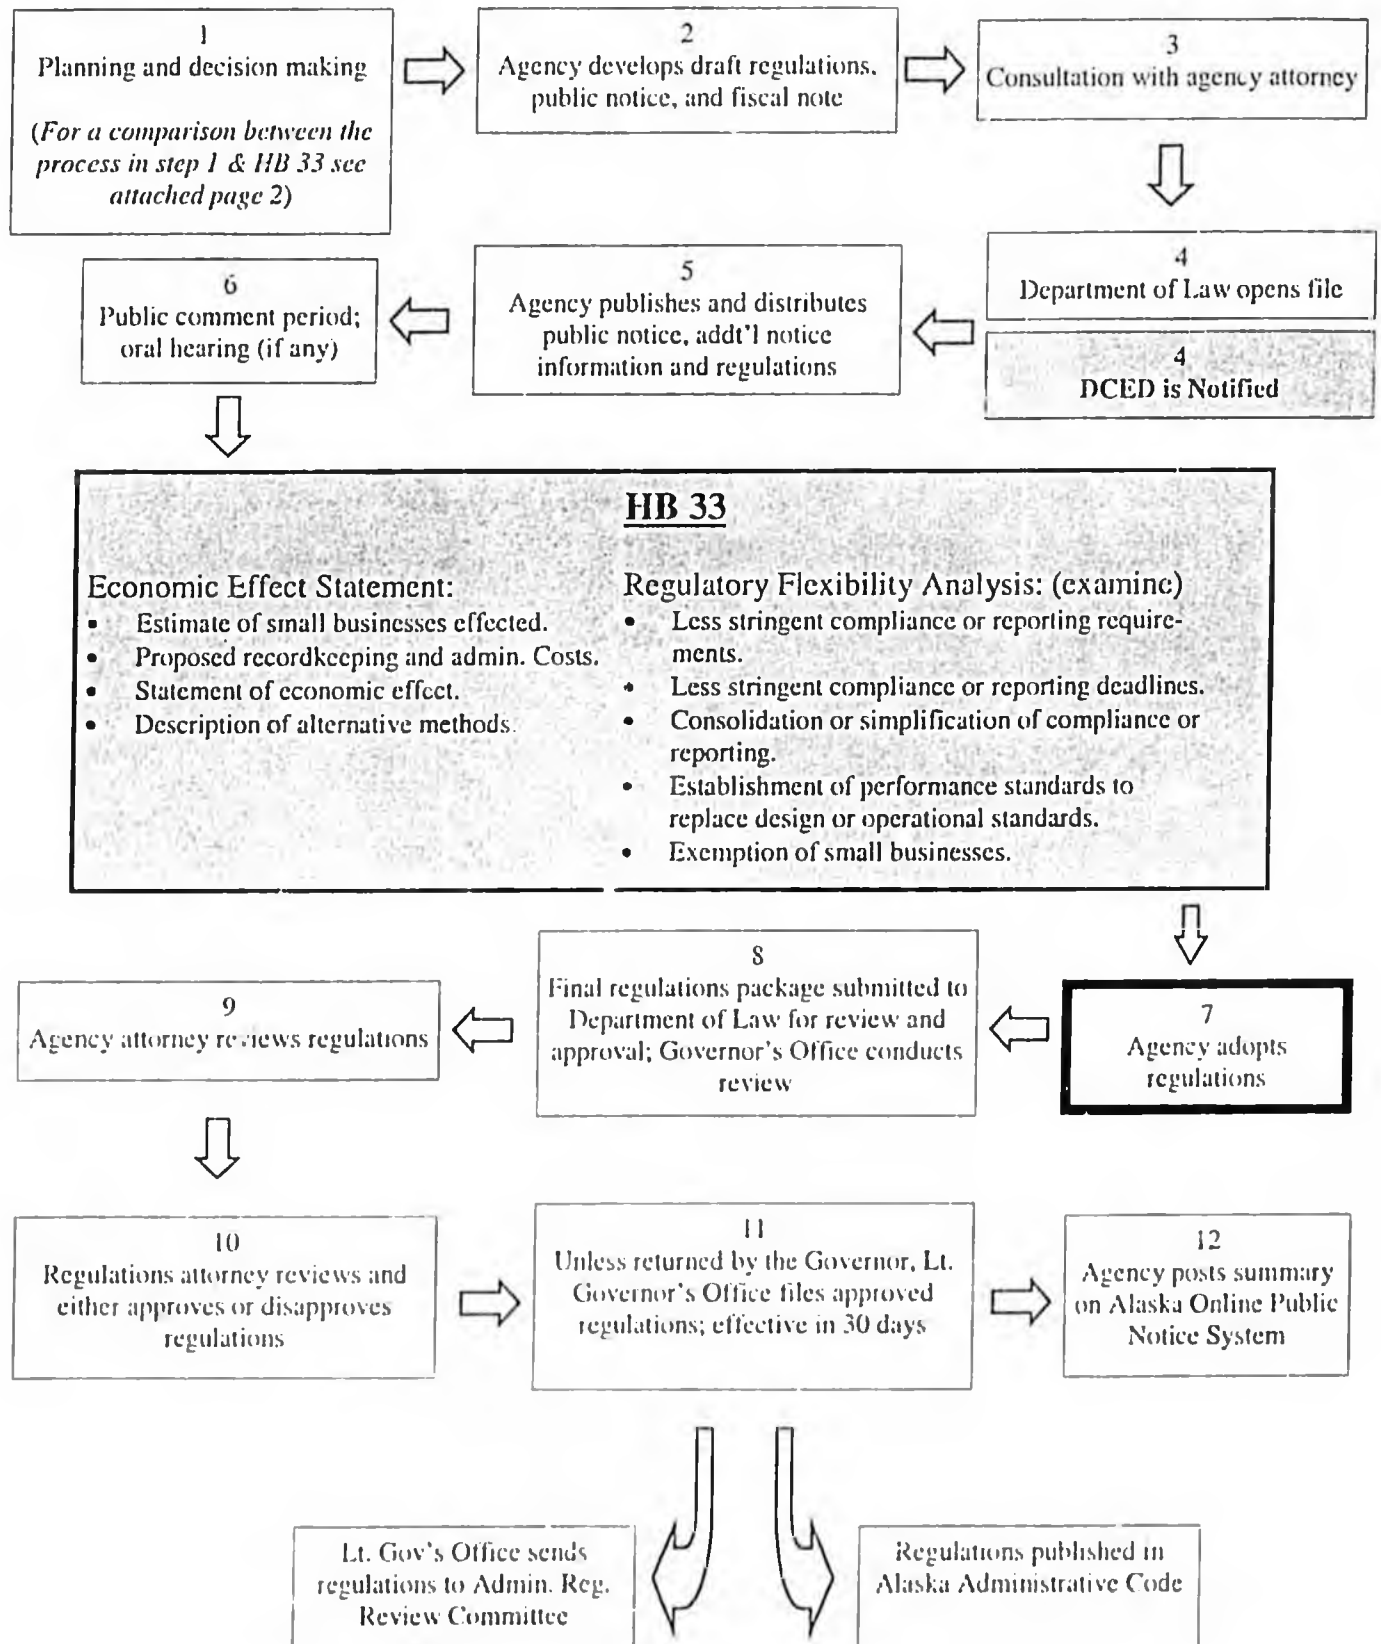 1
Planning and decision making
(For a comparison between the
process in step 1 & HB 33 see
attached page 2)
2
Agency develops draft regulations,
public notice, and fiscal note
3
Consultation with agency attorney
4
Department of Law opens file
4
DCED is Notified
5
Agency publishes and distributes
public notice, addt'l notice
information and regulations
6
Public comment period;
oral hearing (if any)
HB 33
Economic Effect Statement:
• Estimate of small businesses effected.
• Proposed recordkeeping and admin. Costs.
• Statement of economic effect.
• Description of alternative methods.
Regulatory Flexibility Analysis: (examine)
• Less stringent compliance or reporting require-
ments.
• Less stringent compliance or reporting deadlines.
• Consolidation or simplification of compliance or
reporting.
• Establishment of performance standards to
replace design or operational standards.
• Exemption of small businesses.
7
Agency adopts
regulations
8
Final regulations package submitted to
Department of Law for review and
approval; Governor's Office conducts
review
9
Agency attorney reviews regulations
10
Regulations attorney reviews and
either approves or disapproves
regulations
11
Unless returned by the Governor, Lt.
Governor's Office files approved
regulations; effective in 30 days
12
Agency posts summary
on Alaska Online Public
Notice System
Lt. Gov's Office sends
regulations to Admin. Reg.
Review Committee
Regulations published in
Alaska Administrative Code